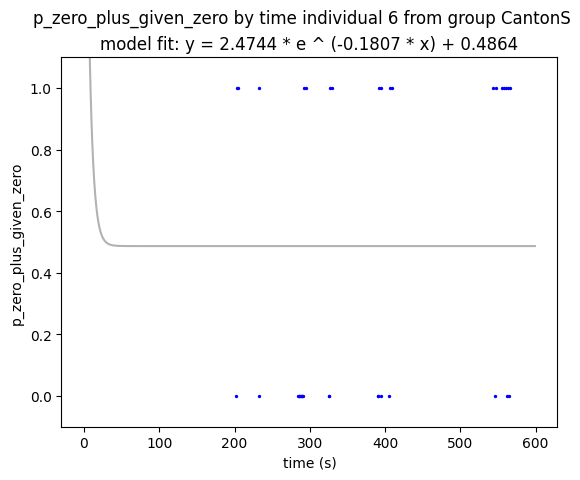 p_zero_plus_given_zero by time individual 6 from group CantonS
model fit: y = 2.4744 * e ^ (-0.1807 * x) + 0.4864
1.0
0.8
0.6
0.4
0.2
0.0
p_zero_plus_given_zero
0 100 200 300 400 500 600
time (s)